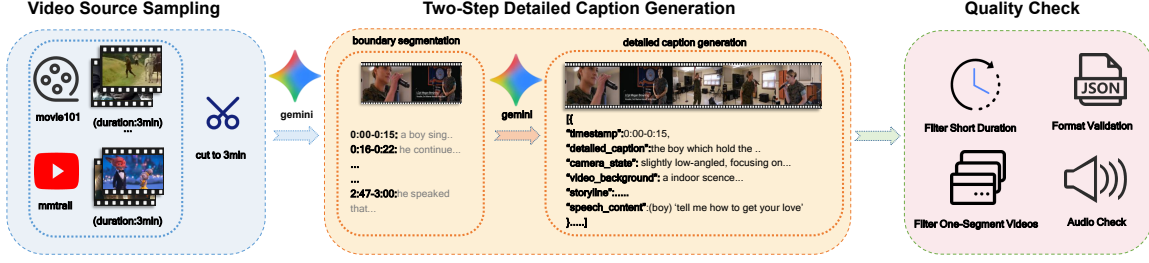 Video Source Sampling
movie101
(duration:3min)
...
mmtrail
(duration:3min)
cut to 3min
gemini
Two-Step Detailed Caption Generation
boundary segmentation
0:00-0:15: a boy sing..
0:16-0:22: he continue...
...
...
2:47-3:00:he speaked
that...
gemini
detailed caption generation
[{
“timestamp”:0:00-0:15,
“detailed_caption”:the boy which hold the ..
“camera_state”: slightly low-angled, focusing on...
“video_background”: a indoor scence...
“storyline”:.....
“speech_content”:(boy) ‘tell me how to get your love’
}.....]
Quality Check
Filter Short Duration
JSON
Format Validation
Filter One-Segment Videos
Audio Check